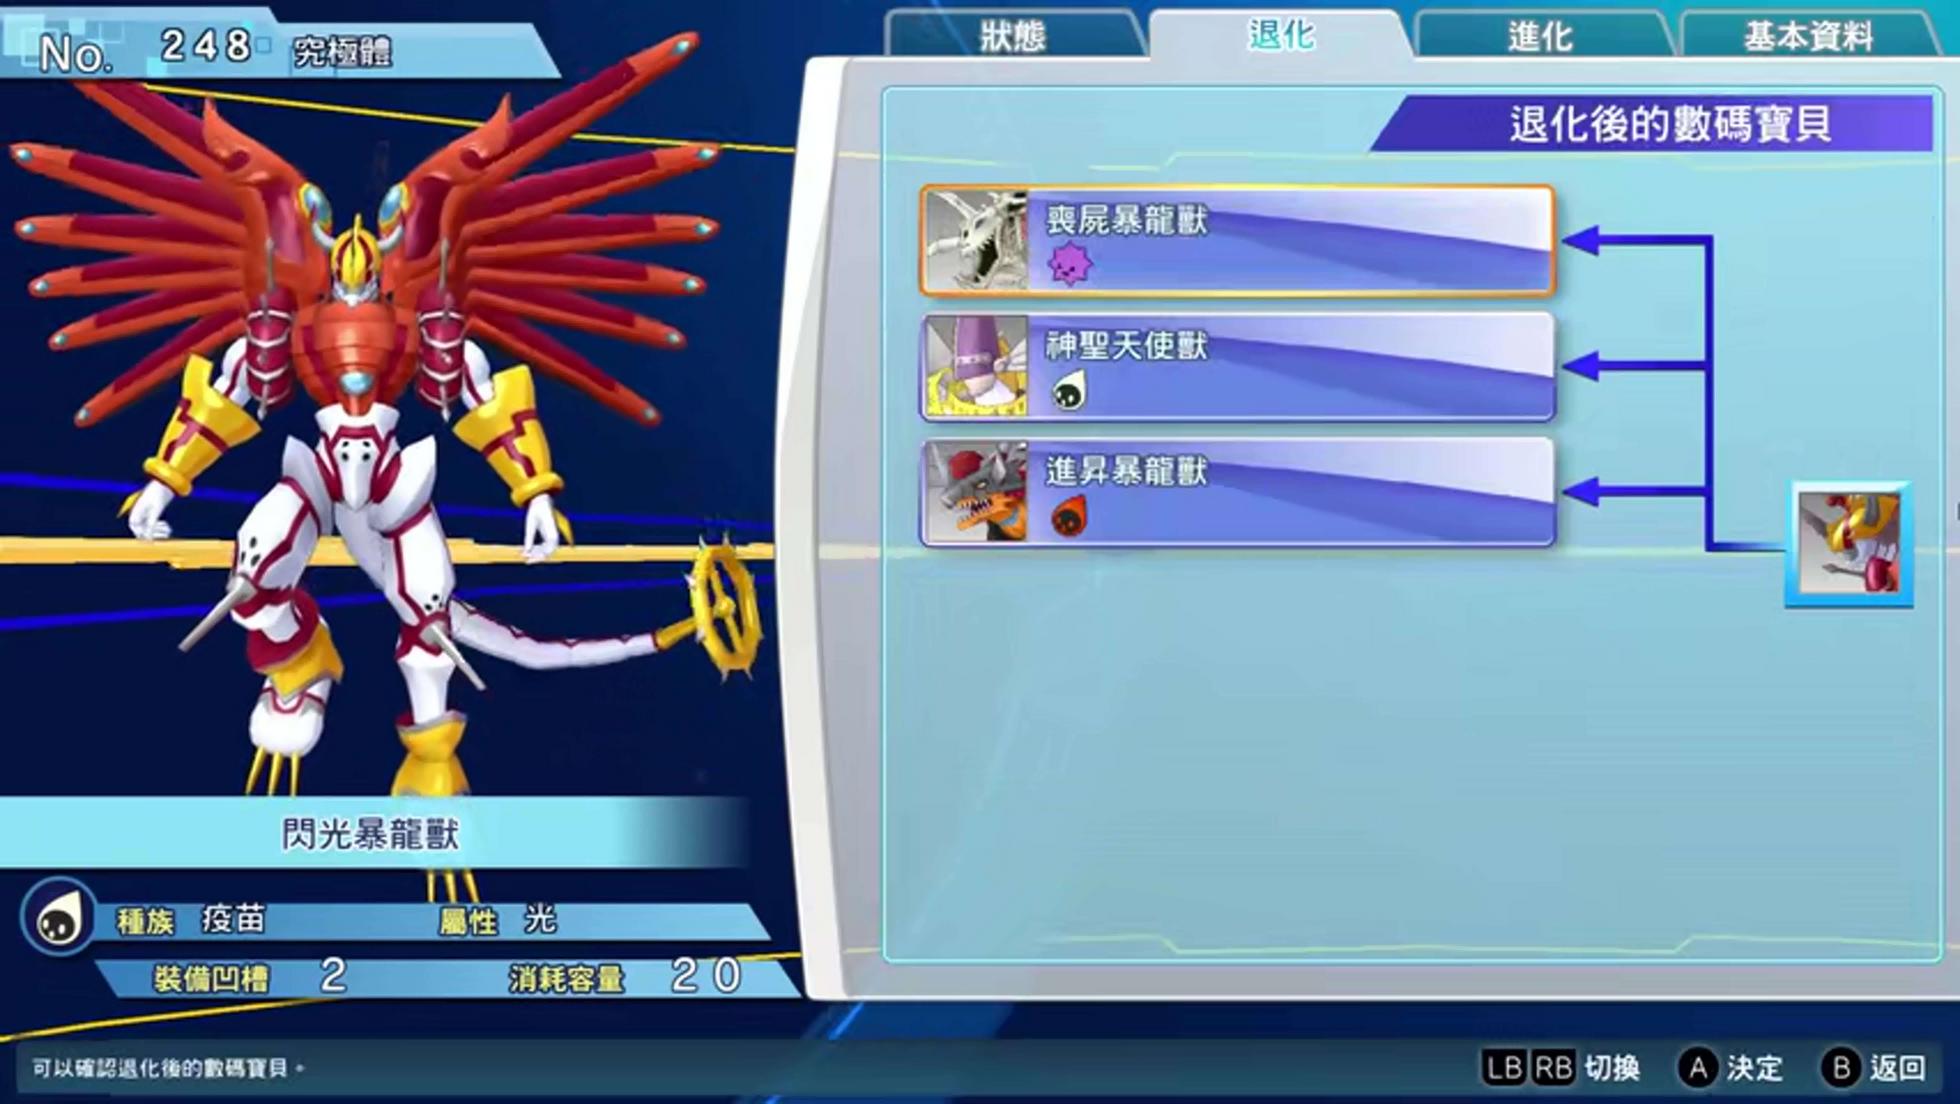 No. 248 究極體
狀態 退化 進化 基本資料
退化後的數碼寶貝
喪屍暴龍獸
神聖天使獸
進昇暴龍獸
閃光暴龍獸
種族 疫苗 屬性 光
裝備凹槽 2 消耗容量 20
可以確認退化後的數碼寶貝。
LB RB 切換 A 決定 B 返回